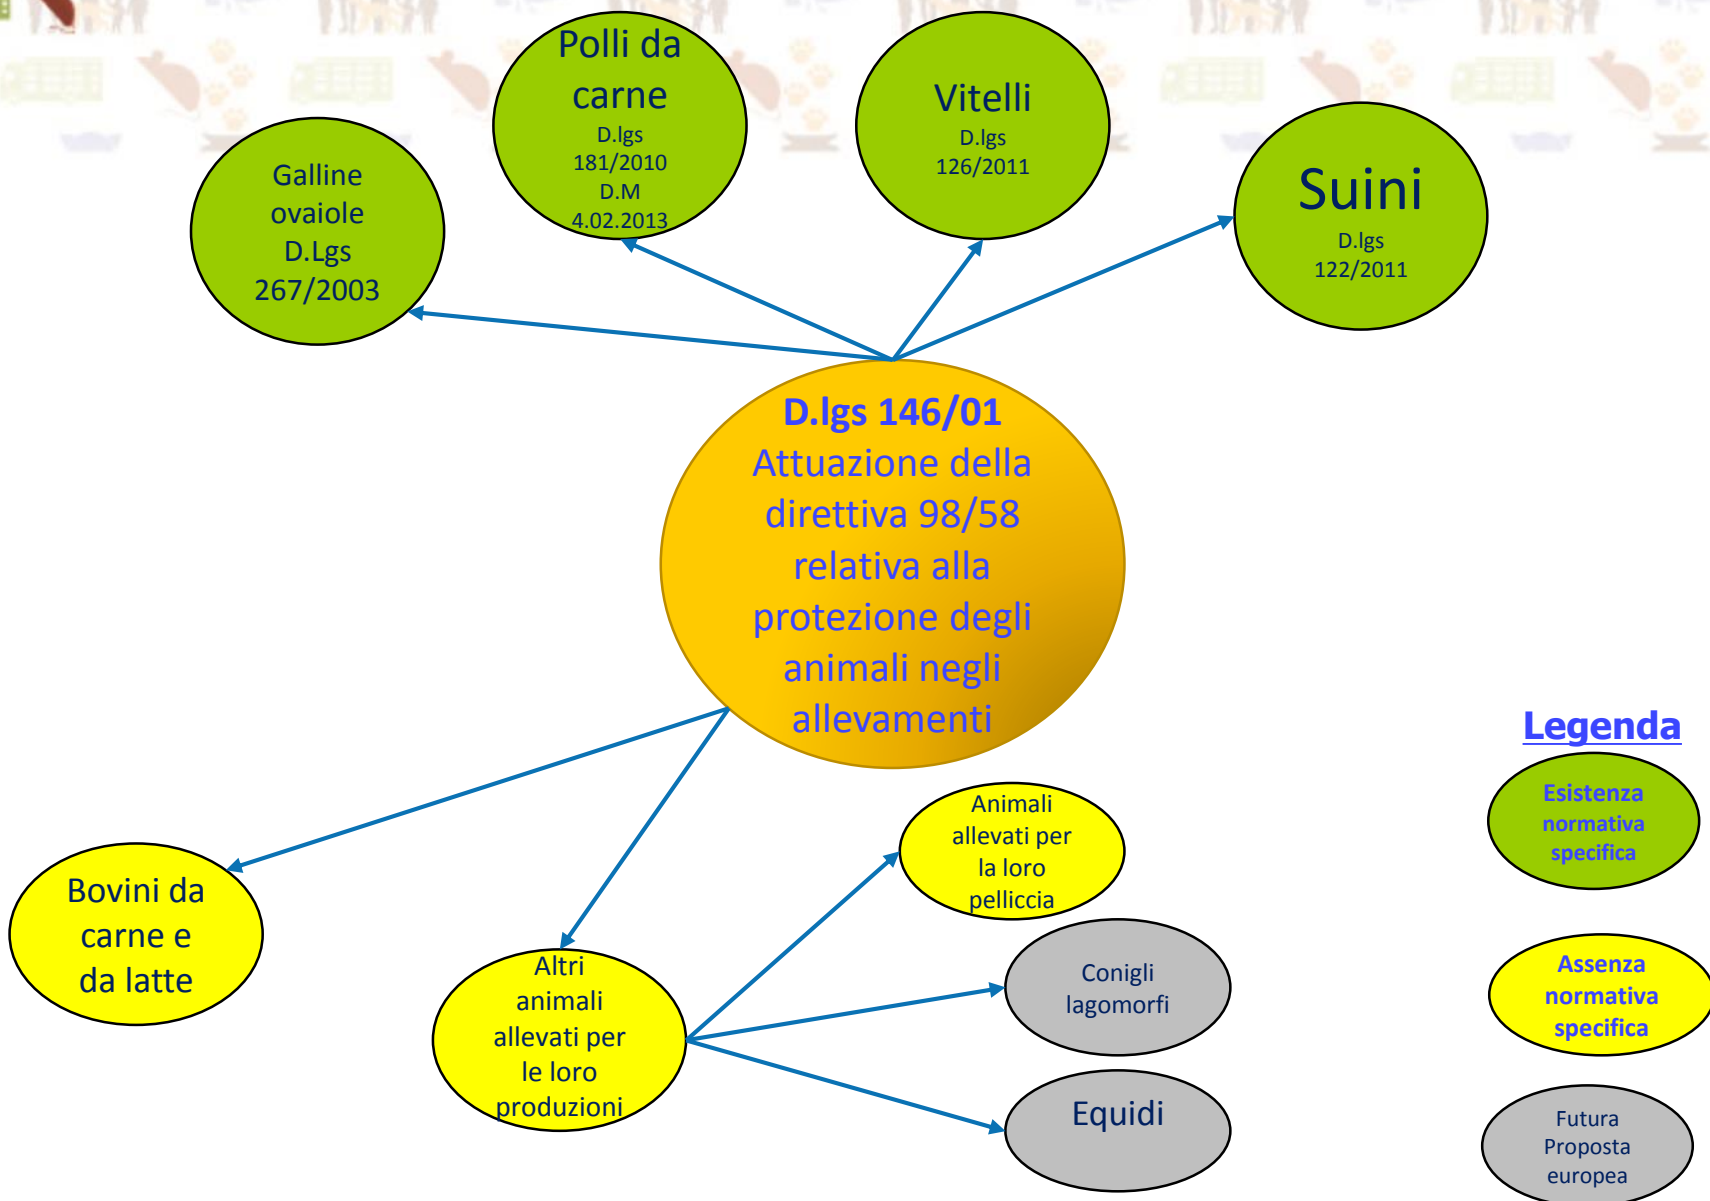 Polli da
carne
D.lgs
181/2010
D.M
4.02.2013
Vitelli
D.lgs
126/2011
Galline
ovaiole
D.Lgs
267/2003
Suini
D.lgs
122/2011
D.lgs 146/01
Attuazione della
direttiva 98/58
relativa alla
protezione degli
animali negli
allevamenti
Bovini da
carne e
da latte
Altri
animali
allevati per
le loro
produzioni
Animali
allevati per
la loro
pelliccia
Conigli
lagomorfi
Equidi
Legenda
Esistenza
normativa
specifica
Assenza
normativa
specifica
Futura
Proposta
europea